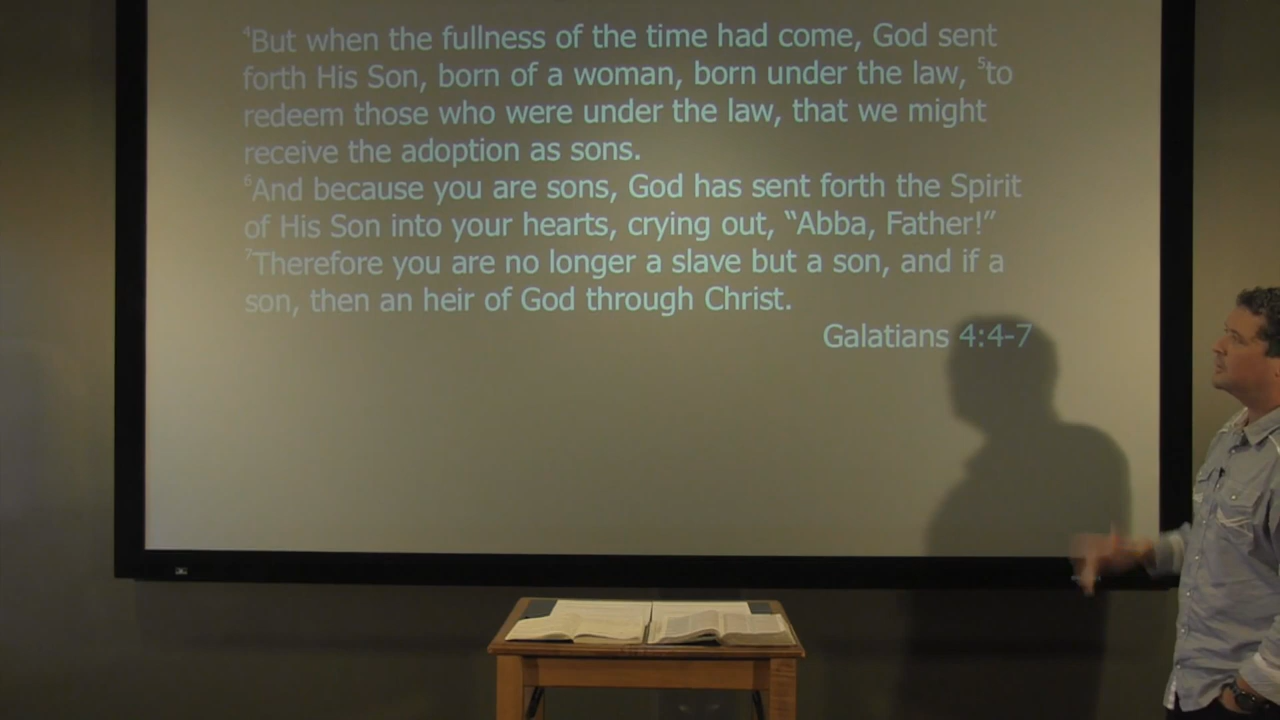 ⁴But when the fullness of the time had come, God sent
forth His Son, born of a woman, born under the law, ⁵to
redeem those who were under the law, that we might
receive the adoption as sons.
⁶And because you are sons, God has sent forth the Spirit
of His Son into your hearts, crying out, “Abba, Father!”
⁷Therefore you are no longer a slave but a son, and if a
son, then an heir of God through Christ.
Galatians 4:4-7